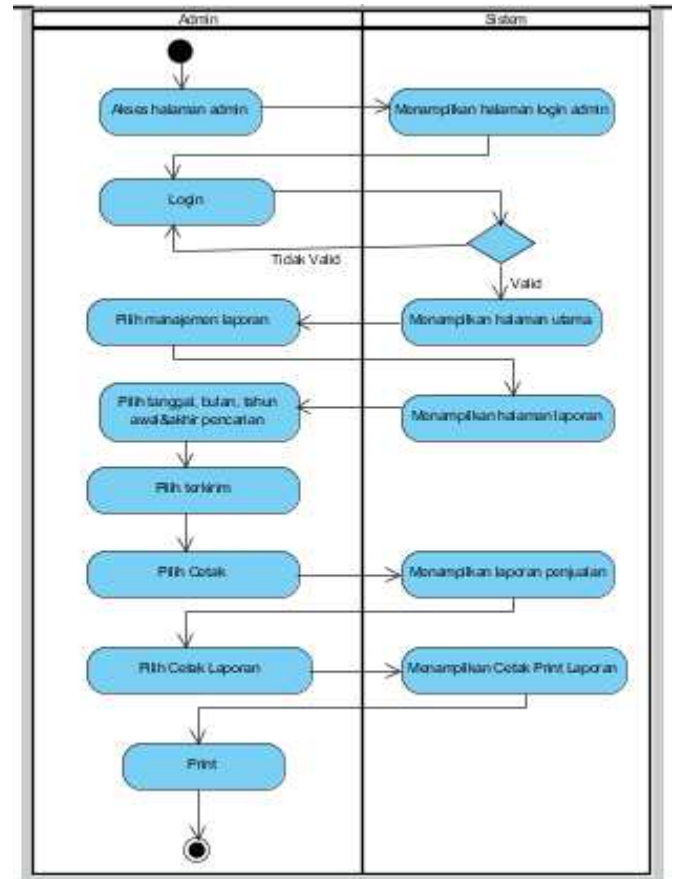 Admin
Sistem
Akses halaman admin
Menampilkan halaman login admin
Login
Tidak Valid
Valid
Pilih manajemen laporan
Menampilkan halaman utama
Pilih tanggal, bulan, tahun
awal&akhir pencarian
Menampilkan halaman laporan
Pilih terkirim
Pilih Cetak
Menampilkan laporan penjualan
Pilih Cetak Laporan
Menampilkan Cetak Print Laporan
Print